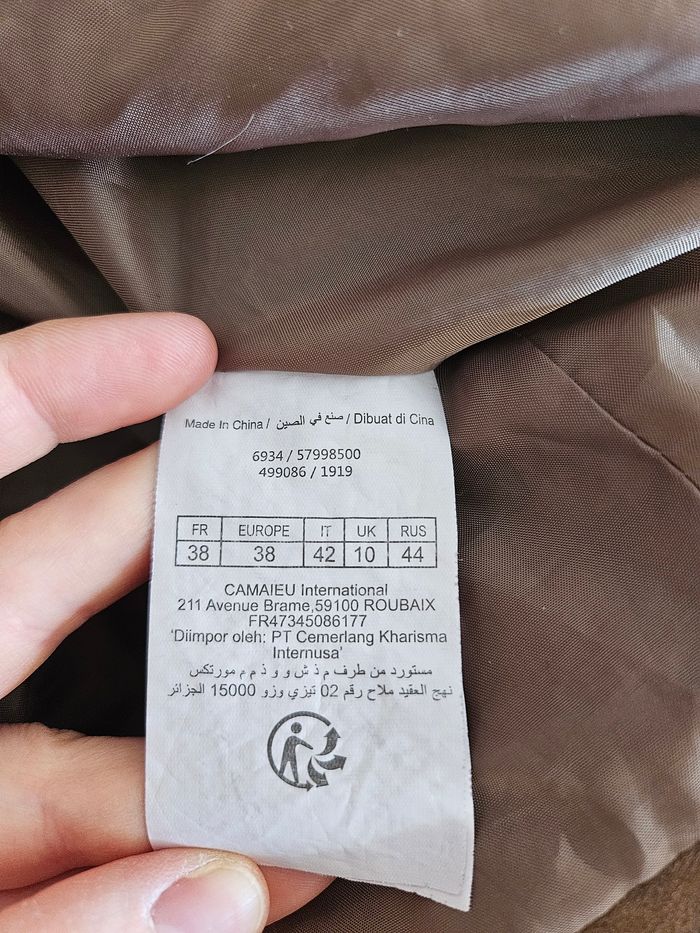 Made In China / صنع في الصين / Dibuat di Cina
6934 / 57998500
499086 / 1919
FR EUROPE IT UK RUS
38 38 42 10 44
CAMAIEU International
211 Avenue Brame,59100 ROUBAIX
FR47345086177
'Diimpor oleh: PT Cemerlang Kharisma
Internusa'
مستورد من طرف م ذ ش و و ذ م م مورتكس
نهج العقيد ملاح رقم 02 تيزي وزو 15000 الجزائر